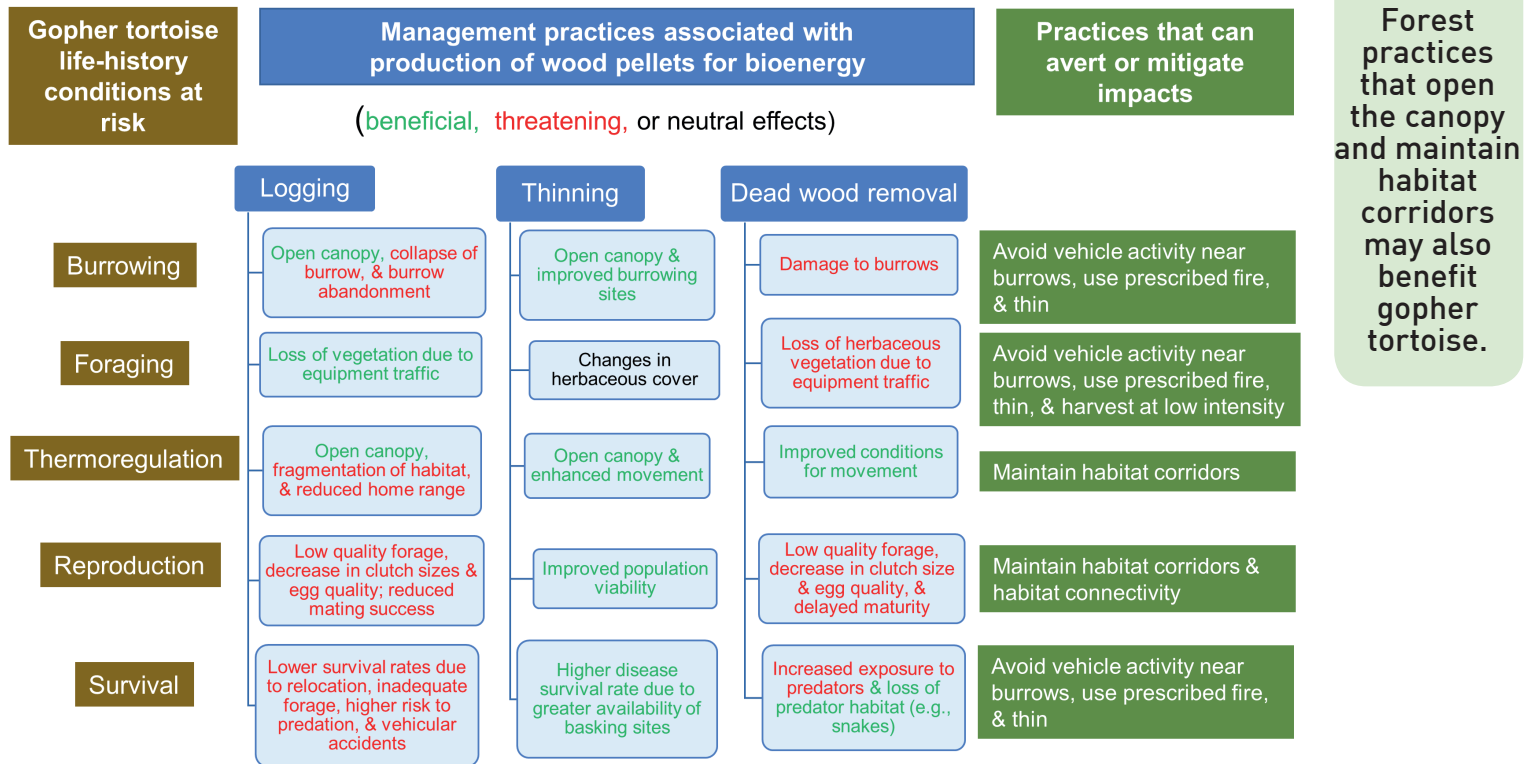 Gopher tortoise
life-history
conditions at
risk
Management practices associated with
production of wood pellets for bioenergy
(beneficial, threatening, or neutral effects)
Practices that can
avert or mitigate
impacts
Forest
practices
that open
the canopy
and maintain
habitat
corridors
may also
benefit
gopher
tortoise.
Logging
Thinning
Dead wood removal
Burrowing
Open canopy, collapse of
burrow, & burrow
abandonment
Open canopy &
improved burrowing
sites
Damage to burrows
Avoid vehicle activity near
burrows, use prescribed fire,
& thin
Foraging
Loss of vegetation due to
equipment traffic
Changes in
herbaceous cover
Loss of herbaceous
vegetation due to
equipment traffic
Avoid vehicle activity near
burrows, use prescribed fire,
thin, & harvest at low intensity
Thermoregulation
Open canopy,
fragmentation of habitat,
& reduced home range
Open canopy &
enhanced movement
Improved conditions
for movement
Maintain habitat corridors
Reproduction
Low quality forage,
decrease in clutch sizes &
egg quality; reduced
mating success
Improved population
viability
Low quality forage,
decrease in clutch size
& egg quality, &
delayed maturity
Maintain habitat corridors &
habitat connectivity
Survival
Lower survival rates due
to relocation, inadequate
forage, higher risk to
predation, & vehicular
accidents
Higher disease
survival rate due to
greater availability of
basking sites
Increased exposure to
predators & loss of
predator habitat (e.g.,
snakes)
Avoid vehicle activity near
burrows, use prescribed fire,
& thin